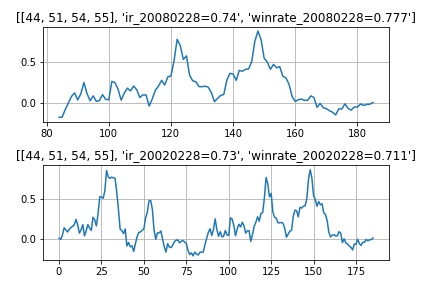 [[44, 51, 54, 55], 'ir_20080228=0.74', 'winrate_20080228=0.777']
0.5
0.0
80 100 120 140 160 180
[[44, 51, 54, 55], 'ir_20020228=0.73', 'winrate_20020228=0.711']
0.5
0.0
0 25 50 75 100 125 150 175